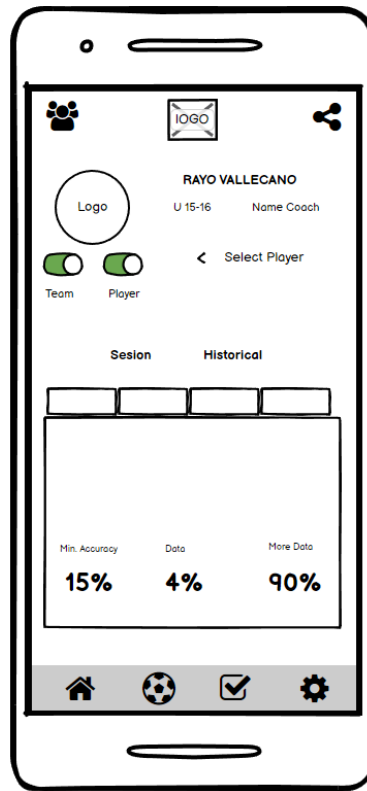 lOGO
RAYO VALLECANO
Logo
U 15-16 Name Coach
< Select Player
Team Player
Sesion Historical
Min. Accuracy Data More Data
15% 4% 90%